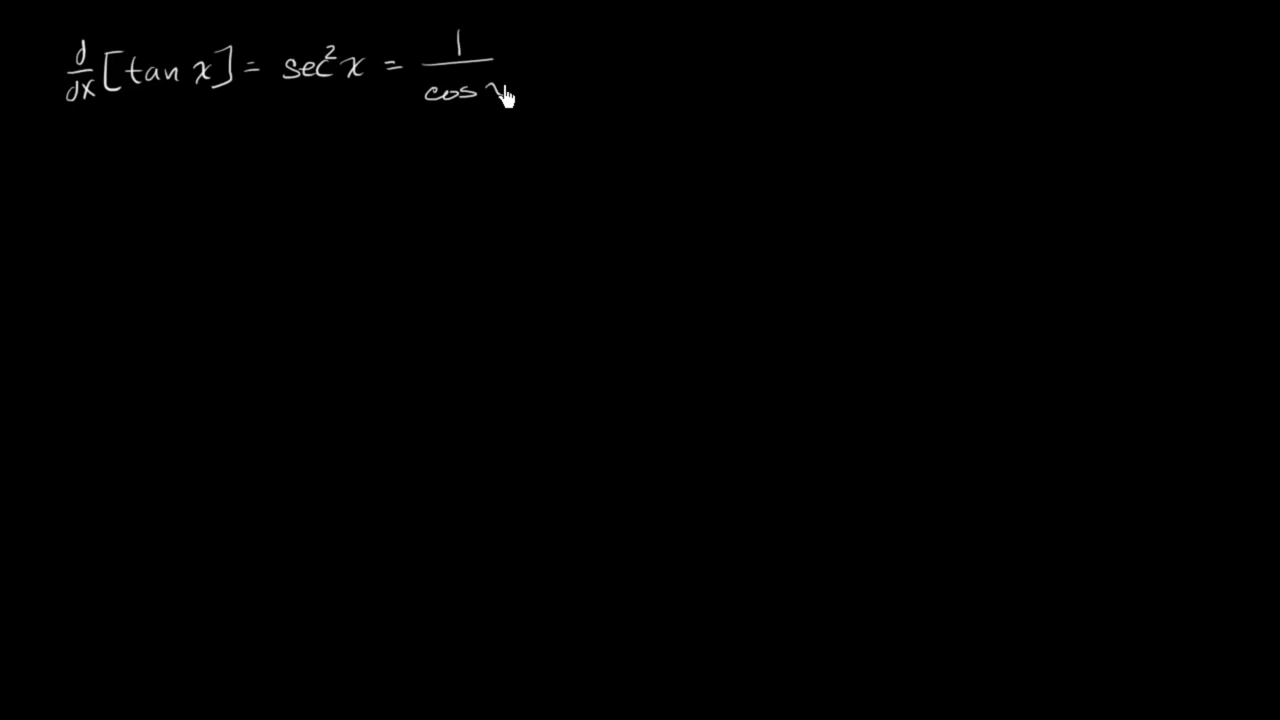 d/dx [tan x] = sec²x = 1/cos